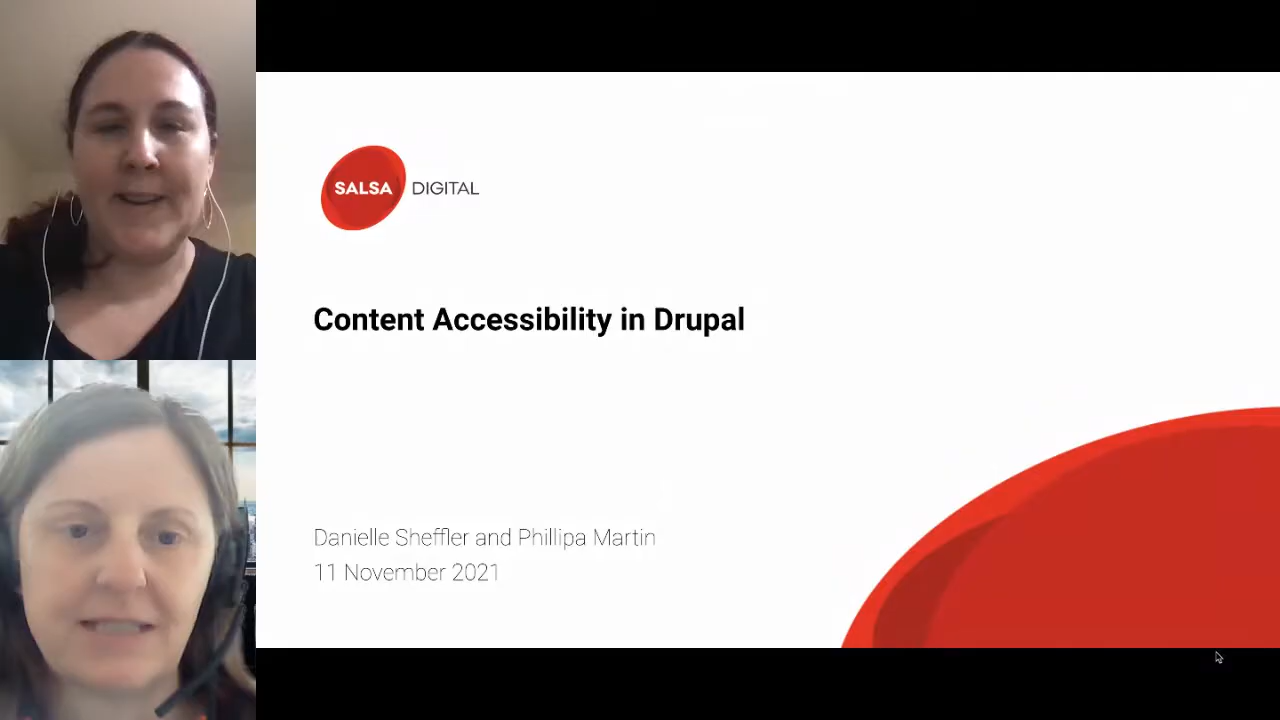 SALSA DIGITAL
Content Accessibility in Drupal
Danielle Sheffler and Phillipa Martin
11 November 2021